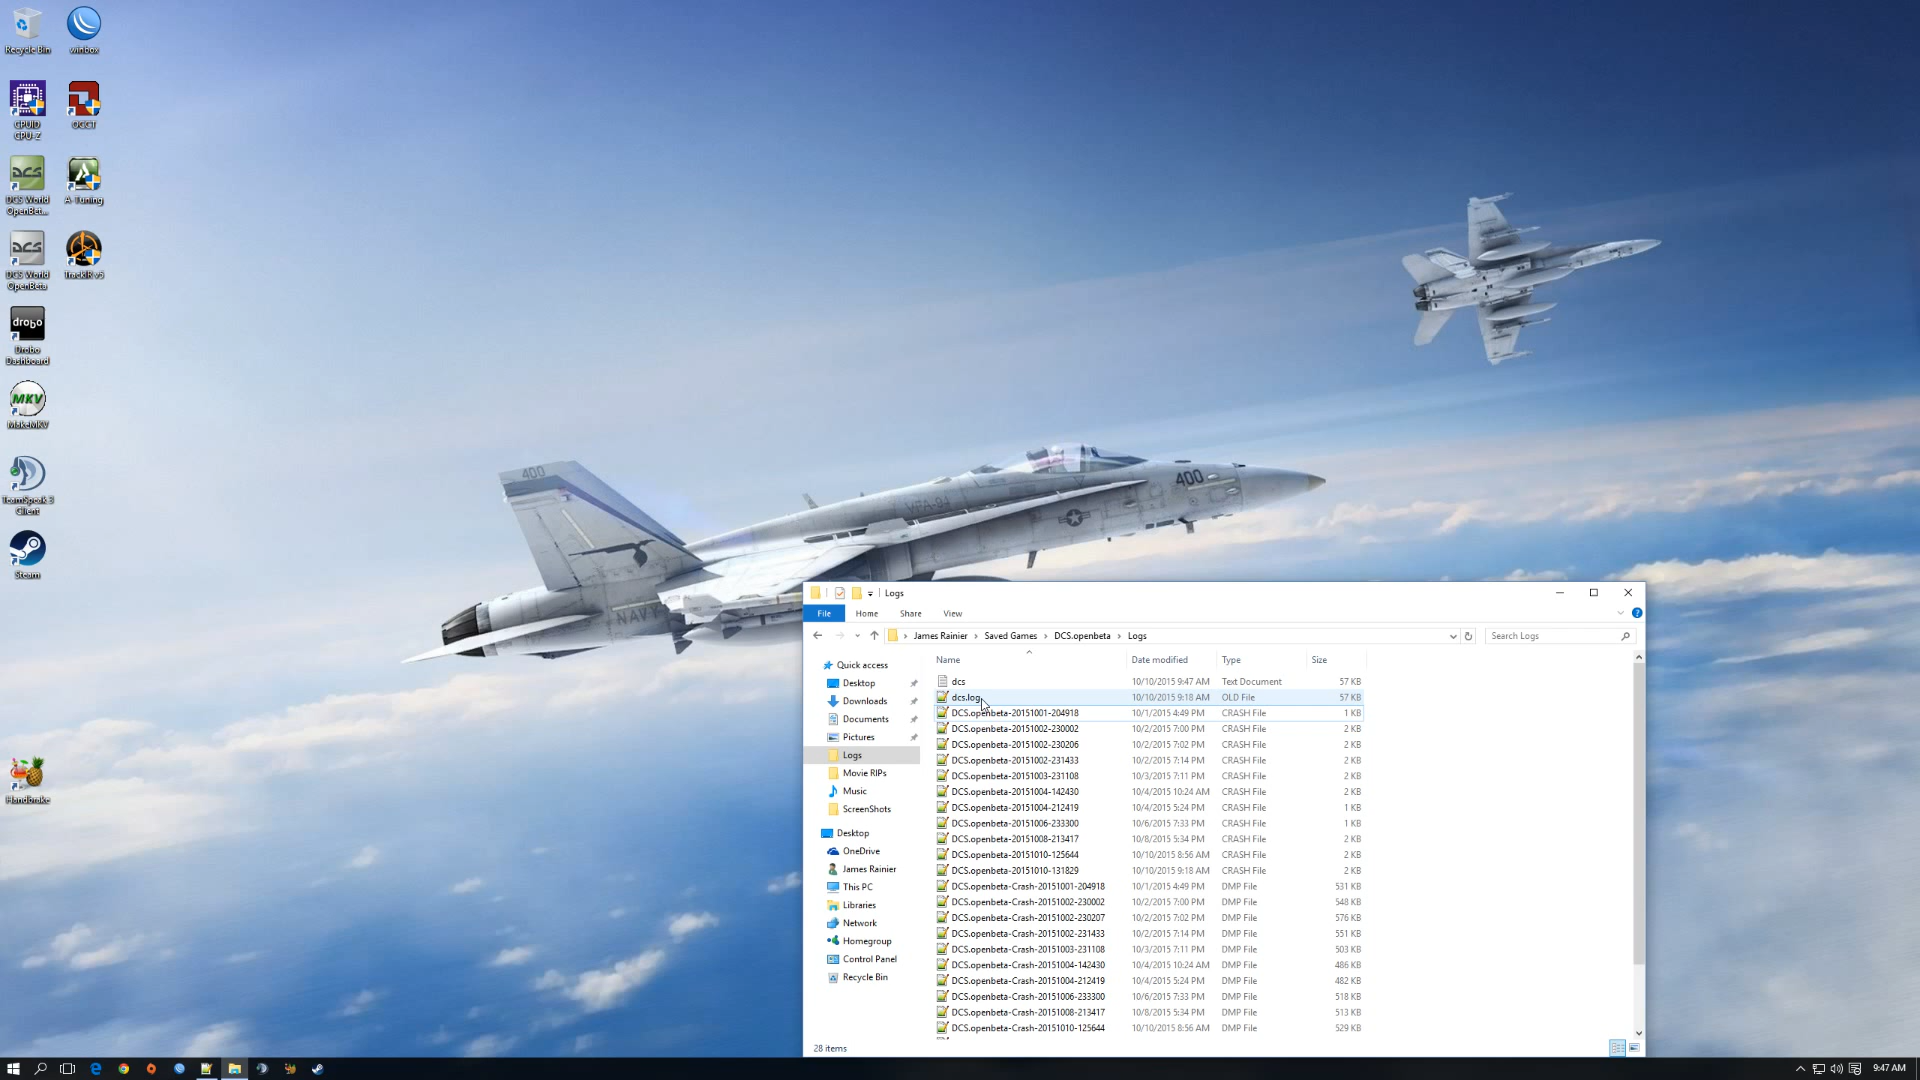 Recycle Bin
winbox
CPUID
CPU-Z
OCCT
DCS World
OpenBet...
A-Tuning
DCS World
OpenBeta
TrackIR v5
drobo
Drobo
Dashboard
MKV
MakeMKV
TeamSpeak 3
Client
Steam
Handbrake
400
400
VFA-94
NAVY
Logs
File Home Share View
James Rainier › Saved Games › DCS.openbeta › Logs
Search Logs
Quick access
Desktop
Downloads
Documents
Pictures
Logs
Movie RIPs
Music
ScreenShots
Desktop
OneDrive
James Rainier
This PC
Libraries
Network
Homegroup
Control Panel
Recycle Bin
Name Date modified Type Size
dcs 10/10/2015 9:47 AM Text Document 57 KB
dcs.log 10/10/2015 9:18 AM OLD File 57 KB
DCS.openbeta-20151001-204918 10/1/2015 4:49 PM CRASH File 1 KB
DCS.openbeta-20151002-230002 10/2/2015 7:00 PM CRASH File 2 KB
DCS.openbeta-20151002-230206 10/2/2015 7:02 PM CRASH File 2 KB
DCS.openbeta-20151002-231433 10/2/2015 7:14 PM CRASH File 2 KB
DCS.openbeta-20151003-231108 10/3/2015 7:11 PM CRASH File 2 KB
DCS.openbeta-20151004-142430 10/4/2015 10:24 AM CRASH File 2 KB
DCS.openbeta-20151004-212419 10/4/2015 5:24 PM CRASH File 1 KB
DCS.openbeta-20151006-233300 10/6/2015 7:33 PM CRASH File 1 KB
DCS.openbeta-20151008-213417 10/8/2015 5:34 PM CRASH File 2 KB
DCS.openbeta-20151010-125644 10/10/2015 8:56 AM CRASH File 2 KB
DCS.openbeta-20151010-131829 10/10/2015 9:18 AM CRASH File 2 KB
DCS.openbeta-Crash-20151001-204918 10/1/2015 4:49 PM DMP File 531 KB
DCS.openbeta-Crash-20151002-230002 10/2/2015 7:00 PM DMP File 548 KB
DCS.openbeta-Crash-20151002-230207 10/2/2015 7:02 PM DMP File 576 KB
DCS.openbeta-Crash-20151002-231433 10/2/2015 7:14 PM DMP File 551 KB
DCS.openbeta-Crash-20151003-231108 10/3/2015 7:11 PM DMP File 503 KB
DCS.openbeta-Crash-20151004-142430 10/4/2015 10:24 AM DMP File 486 KB
DCS.openbeta-Crash-20151004-212419 10/4/2015 5:24 PM DMP File 482 KB
DCS.openbeta-Crash-20151006-233300 10/6/2015 7:33 PM DMP File 518 KB
DCS.openbeta-Crash-20151008-213417 10/8/2015 5:34 PM DMP File 513 KB
DCS.openbeta-Crash-20151010-125644 10/10/2015 8:56 AM DMP File 529 KB
28 items
9:47 AM